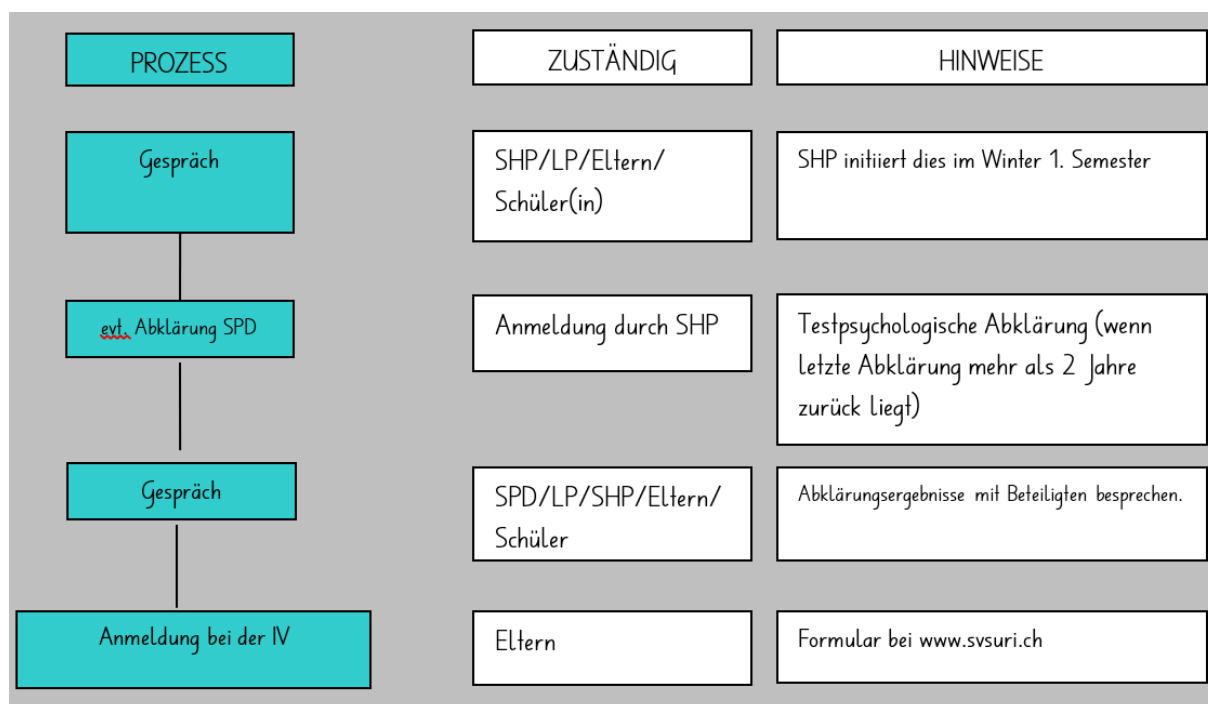 PROZESS
ZUSTÄNDIG
HINWEISE
Gespräch
SHP/LP/Eltern/
Schüler(in)
SHP initiiert dies im Winter 1. Semester
evt. Abklärung SPD
Anmeldung durch SHP
Testpsychologische Abklärung (wenn
letzte Abklärung mehr als 2 Jahre
zurück liegt)
Gespräch
SPD/LP/SHP/Eltern/
Schüler
Abklärungsergebnisse mit Beteiligten besprechen.
Anmeldung bei der IV
Eltern
Formular bei www.svsuri.ch